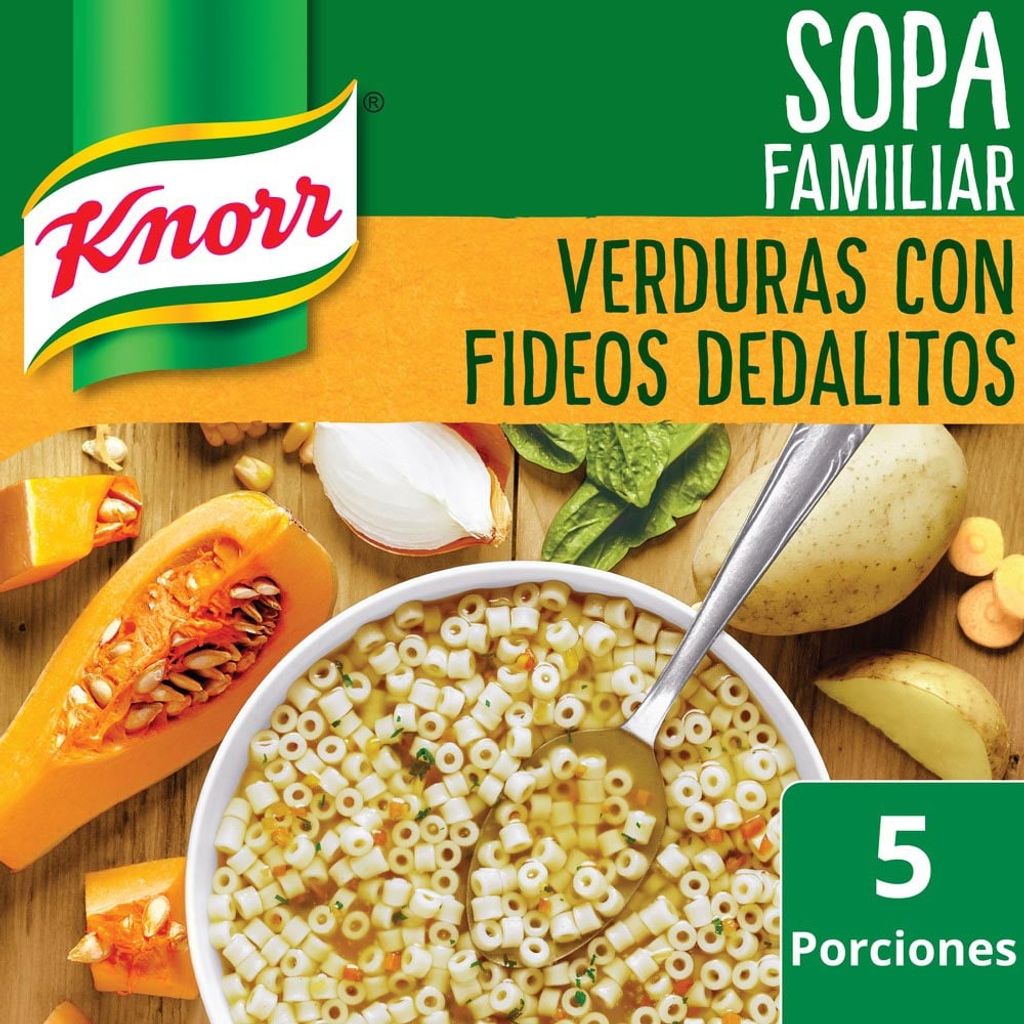 Knorr®
SOPA
FAMILIAR
VERDURAS CON
FIDEOS DEDALITOS
5
Porciones